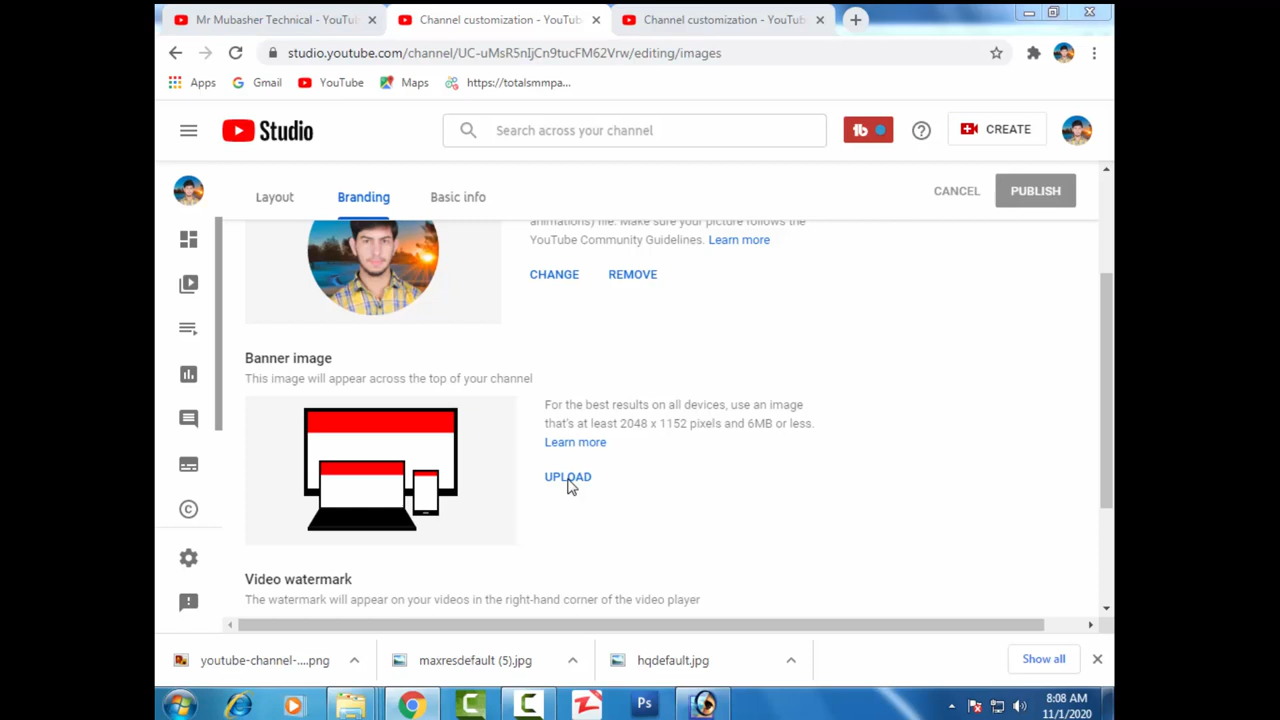 Mr Mubasher Technical - YouTu
Channel customization - YouTub
Channel customization - YouTub
studio.youtube.com/channel/UC-uMsR5nIjCn9tucFM62Vrw/editing/images
Apps
Gmail
YouTube
Maps
https://totalsmmpa...
Studio
Search across your channel
CREATE
Layout
Branding
Basic info
CANCEL
PUBLISH
animations) file. Make sure your picture follows the
YouTube Community Guidelines. Learn more
CHANGE
REMOVE
Banner image
This image will appear across the top of your channel
For the best results on all devices, use an image
that's at least 2048 x 1152 pixels and 6MB or less.
Learn more
UPLOAD
Video watermark
The watermark will appear on your videos in the right-hand corner of the video player
youtube-channel-....png
maxresdefault (5).jpg
hqdefault.jpg
Show all
Ps
8:08 AM
11/1/2020